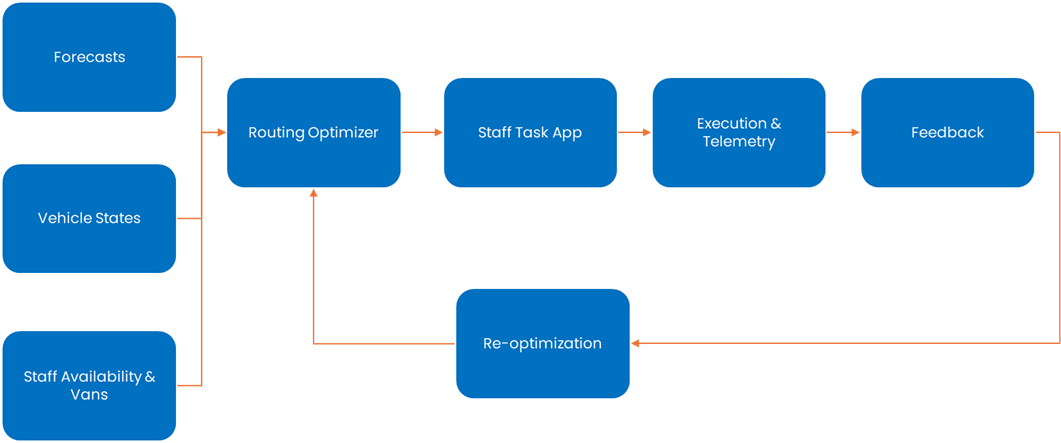 Forecasts
Vehicle States
Staff Availability &
Vans
Routing Optimizer
Staff Task App
Execution &
Telemetry
Feedback
Re-optimization